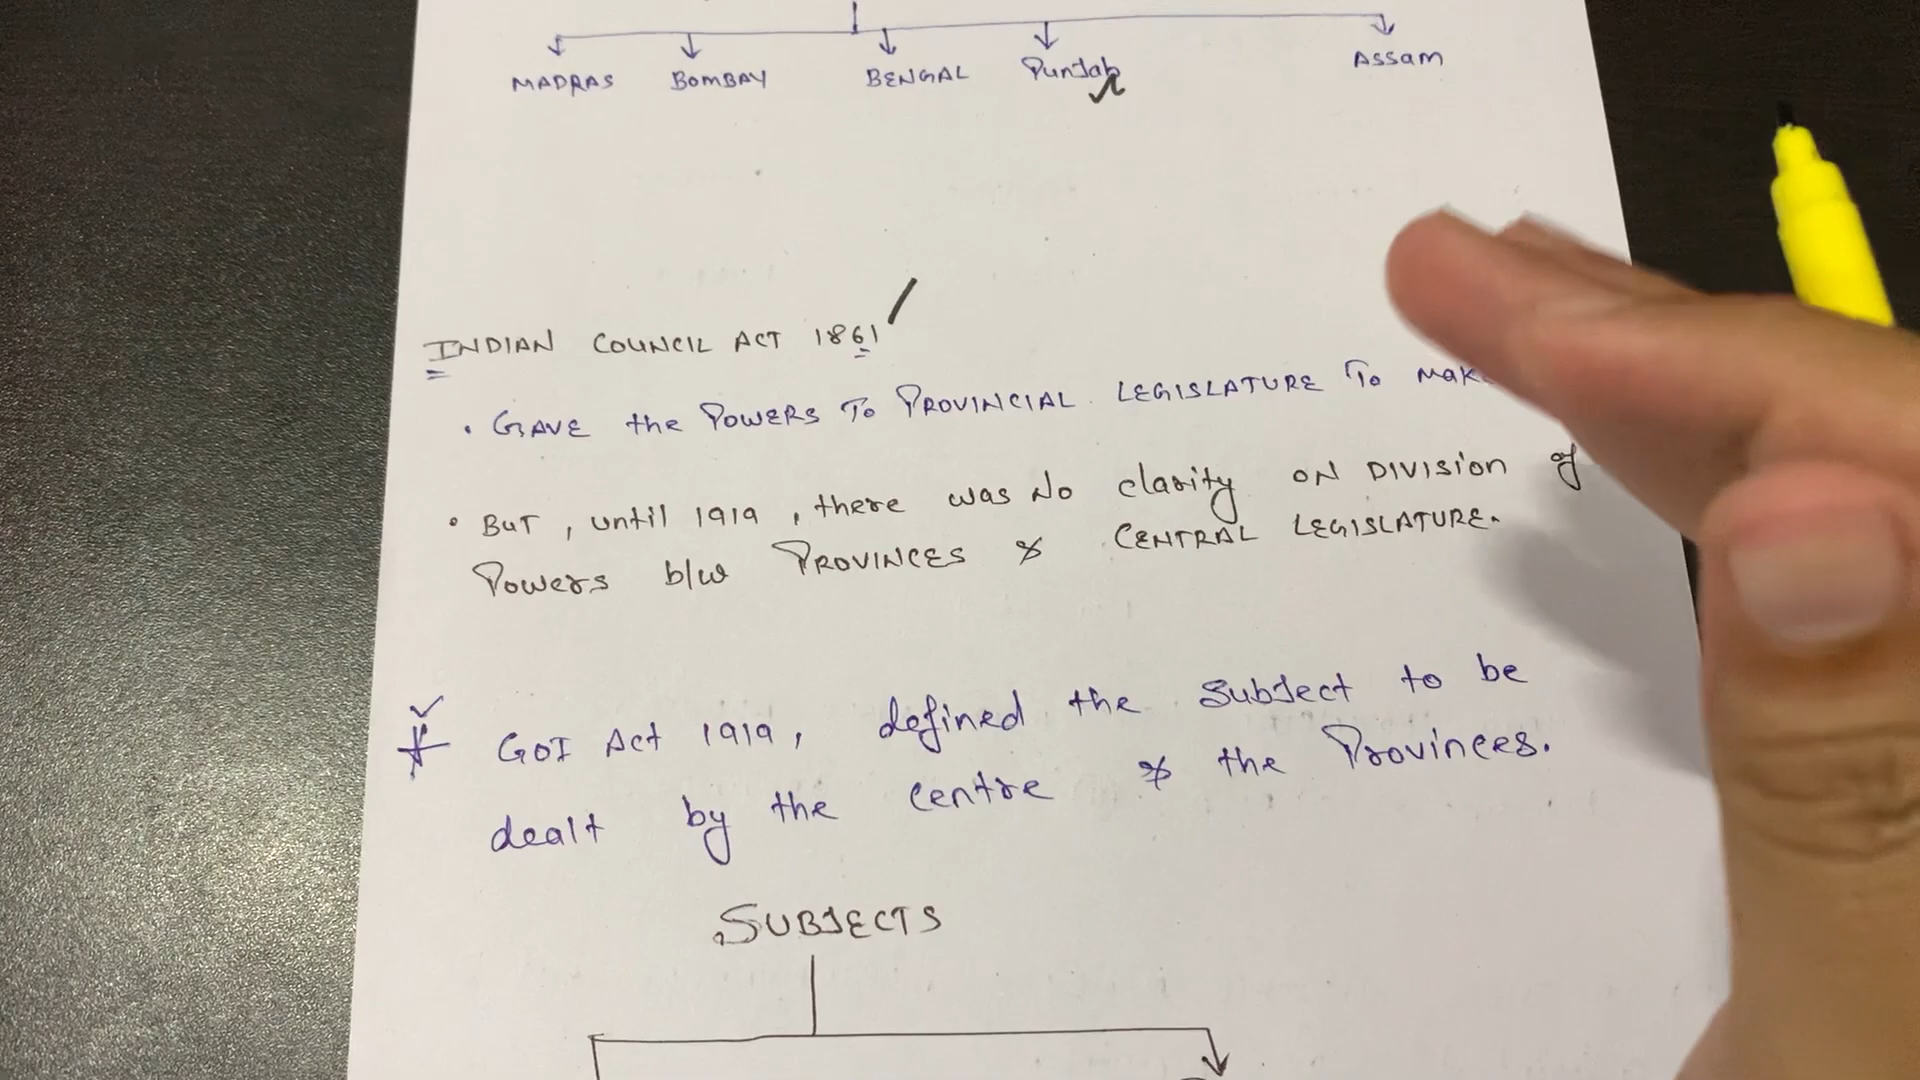 MADRAS BOMBAY BENGAL PunJab ASSAM
INDIAN COUNCIL ACT 1861
• GAVE the POWERS TO PROVINCIAL LEGISLATURE To
• BUT, until 1919, there was No clarity ON DIVISION of
Powers b/w PROVINCES & CENTRAL LEGISLATURE.
GOI Act 1919, defined the SubJect to be
dealt by the centre & the Provinces.
SUBJECTS